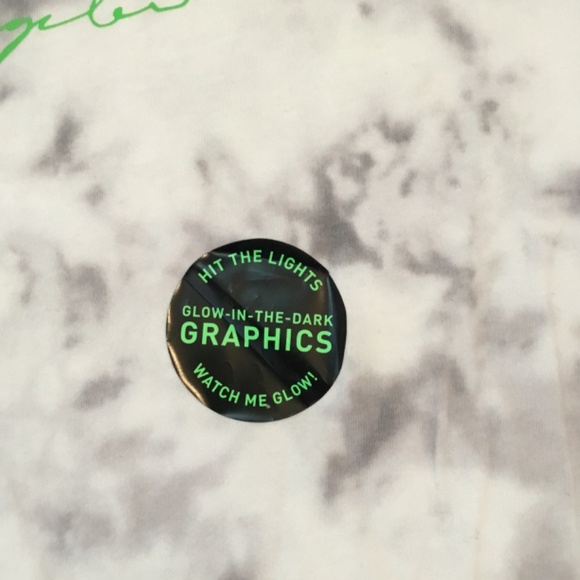 HIT THE LIGHTS
GLOW-IN-THE-DARK
GRAPHICS
WATCH ME GLOW!